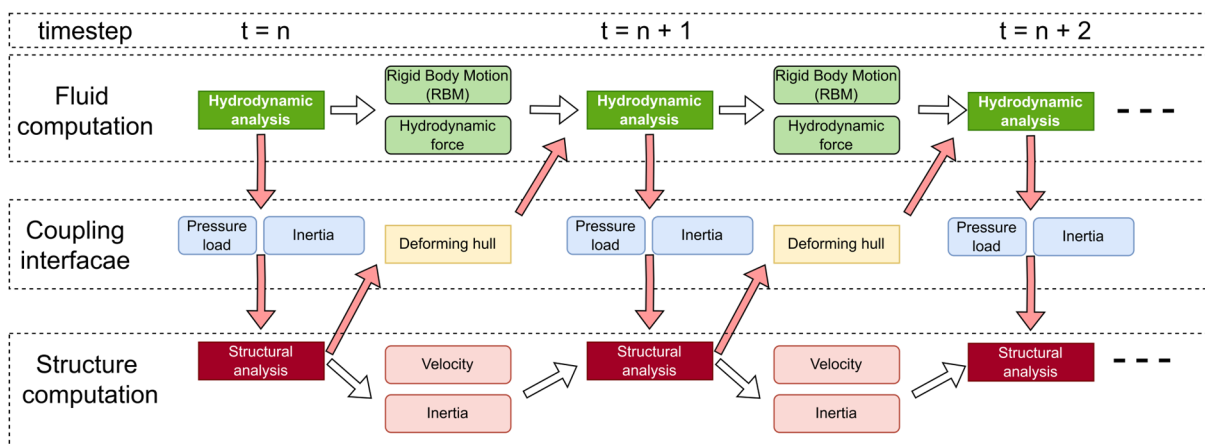 timestep t = n t = n + 1 t = n + 2
Fluid
computation
Hydrodynamic
analysis
Rigid Body Motion
(RBM)
Hydrodynamic
force
Hydrodynamic
analysis
Rigid Body Motion
(RBM)
Hydrodynamic
force
Hydrodynamic
analysis
Coupling
interfacae
Pressure
load
Inertia
Deforming hull
Pressure
load
Inertia
Deforming hull
Pressure
load
Inertia
Structure
computation
Structural
analysis
Velocity
Inertia
Structural
analysis
Velocity
Inertia
Structural
analysis